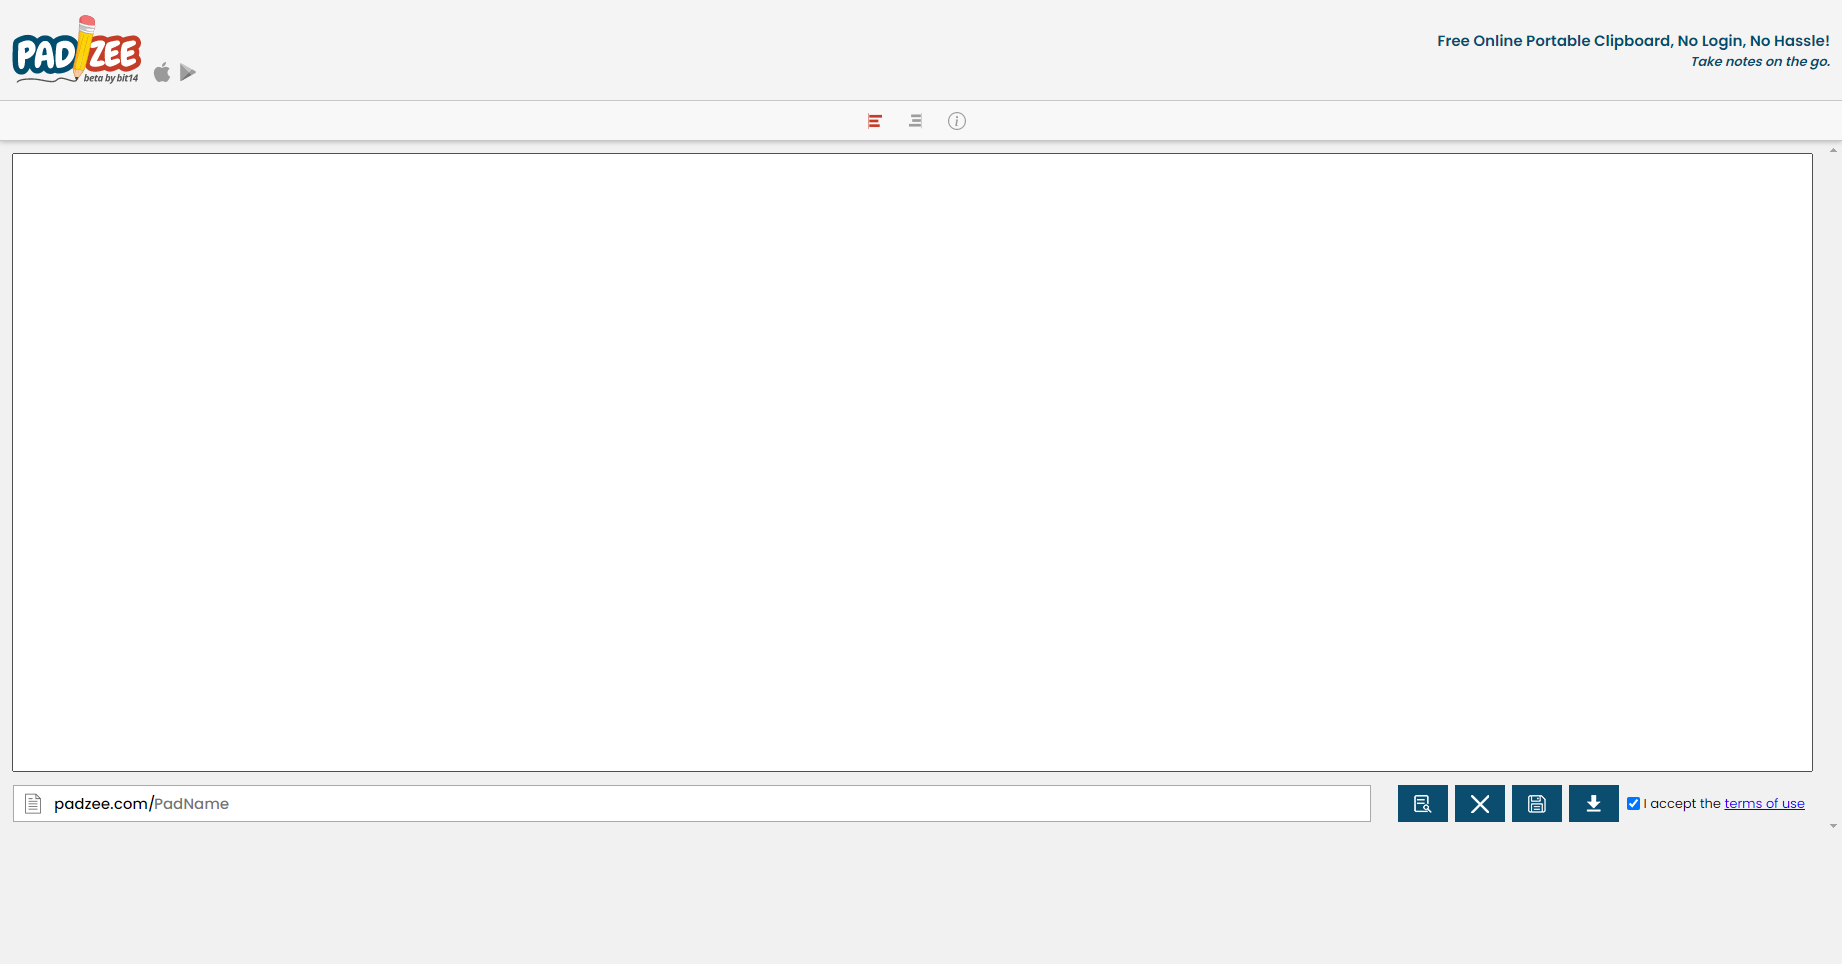 PADZEE
beta by bit14
Free Online Portable Clipboard, No Login, No Hassle!
Take notes on the go.
padzee.com/PadName
I accept the terms of use